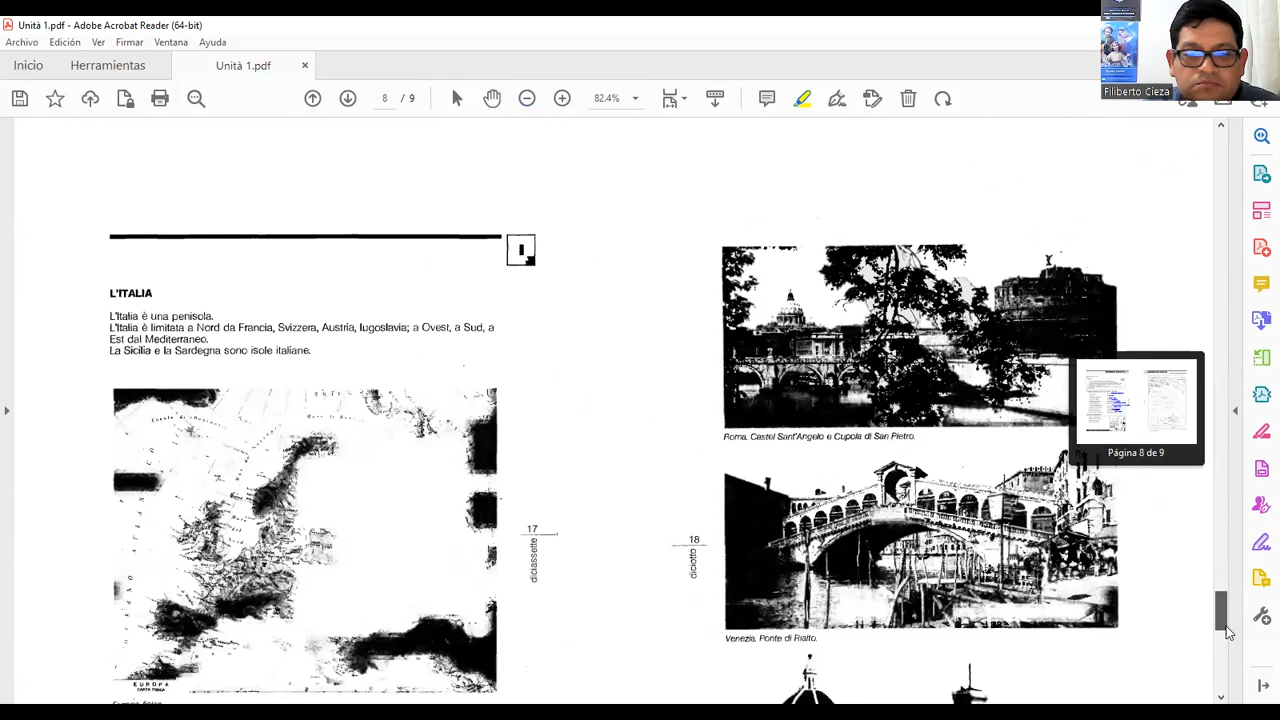 Unità 1.pdf - Adobe Acrobat Reader (64-bit)
Archivo Edición Ver Firmar Ventana Ayuda
Inicio Herramientas Unità 1.pdf ×
8 / 9 82.4%
Filiberto Cieza
L'ITALIA
L'Italia è una penisola.
L'Italia è limitata a Nord da Francia, Svizzera, Austria, Iugoslavia; a Ovest, a Sud, a
Est dal Mediterraneo.
La Sicilia e la Sardegna sono isole italiane.
EUROPA
CARTA FISICA
17
diciassette
Roma. Castel Sant'Angelo e Cupola di San Pietro.
18
diciotto
Venezia. Ponte di Rialto.
Página 8 de 9